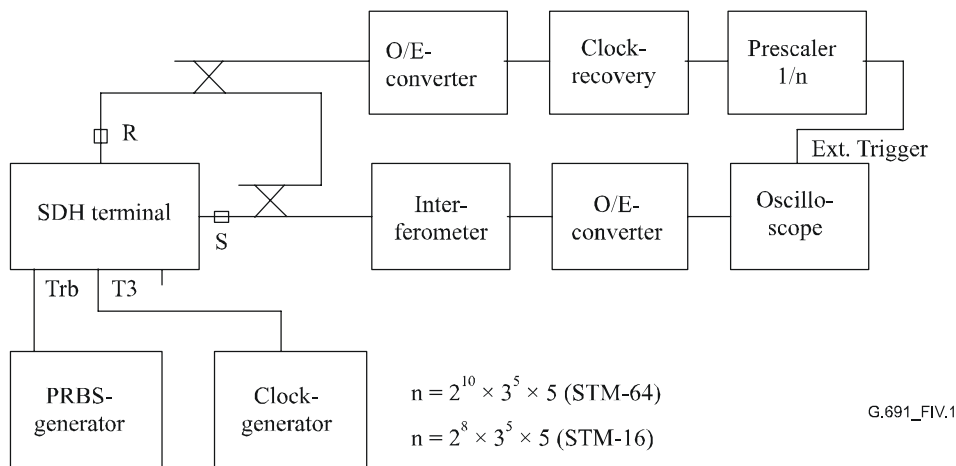 O/E-
converter
Clock-
recovery
Prescaler
1/n
R
Ext. Trigger
SDH terminal
S
Inter-
ferometer
O/E-
converter
Oscillo-
scope
Trb
T3
PRBS-
generator
Clock-
generator
n = 2^10 × 3^5 × 5 (STM-64)
n = 2^8 × 3^5 × 5 (STM-16)
G.691_FIV.1